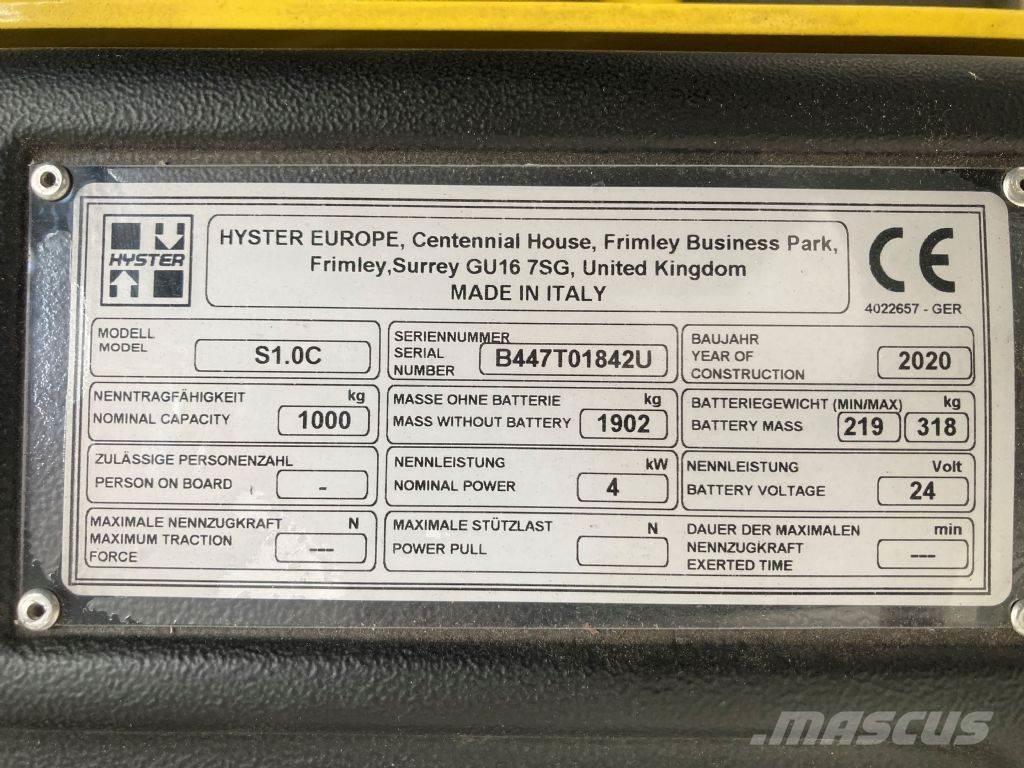 HYSTER
HYSTER EUROPE, Centennial House, Frimley Business Park,
Frimley,Surrey GU16 7SG, United Kingdom
MADE IN ITALY
CE
4022657 - GER
MODELL
MODEL
S1.0C
SERIENNUMMER
SERIAL
NUMBER
B447T01842U
BAUJAHR
YEAR OF
CONSTRUCTION
2020
NENNTRAGFÄHIGKEIT kg
NOMINAL CAPACITY 1000
MASSE OHNE BATTERIE kg
MASS WITHOUT BATTERY 1902
BATTERIEGEWICHT (MIN/MAX) kg
BATTERY MASS 219 318
ZULÄSSIGE PERSONENZAHL
PERSON ON BOARD -
NENNLEISTUNG kW
NOMINAL POWER 4
NENNLEISTUNG Volt
BATTERY VOLTAGE 24
MAXIMALE NENNZUGKRAFT N
MAXIMUM TRACTION
FORCE
---
MAXIMALE STÜTZLAST N
POWER PULL
DAUER DER MAXIMALEN min
NENNZUGKRAFT
EXERTED TIME
---
MASCUS